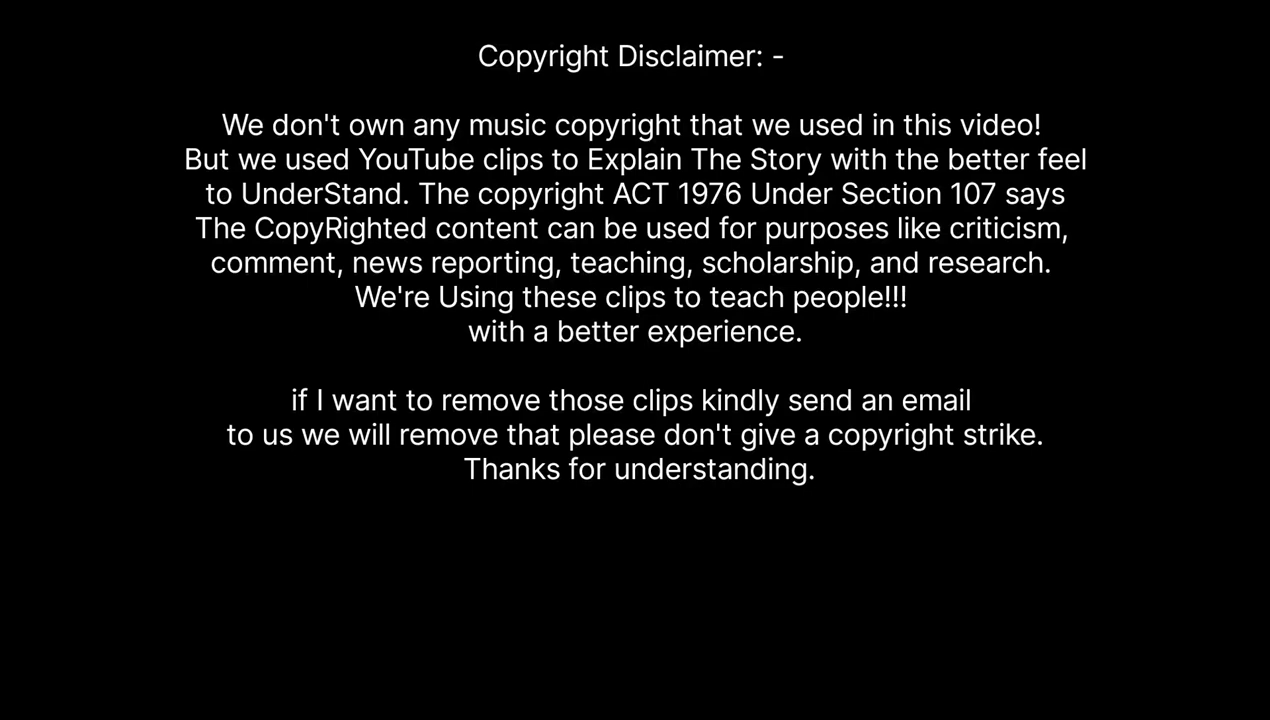 Copyright Disclaimer: -
We don't own any music copyright that we used in this video!
But we used YouTube clips to Explain The Story with the better feel
to UnderStand. The copyright ACT 1976 Under Section 107 says
The CopyRighted content can be used for purposes like criticism,
comment, news reporting, teaching, scholarship, and research.
We're Using these clips to teach people!!!
with a better experience.
if I want to remove those clips kindly send an email
to us we will remove that please don't give a copyright strike.
Thanks for understanding.